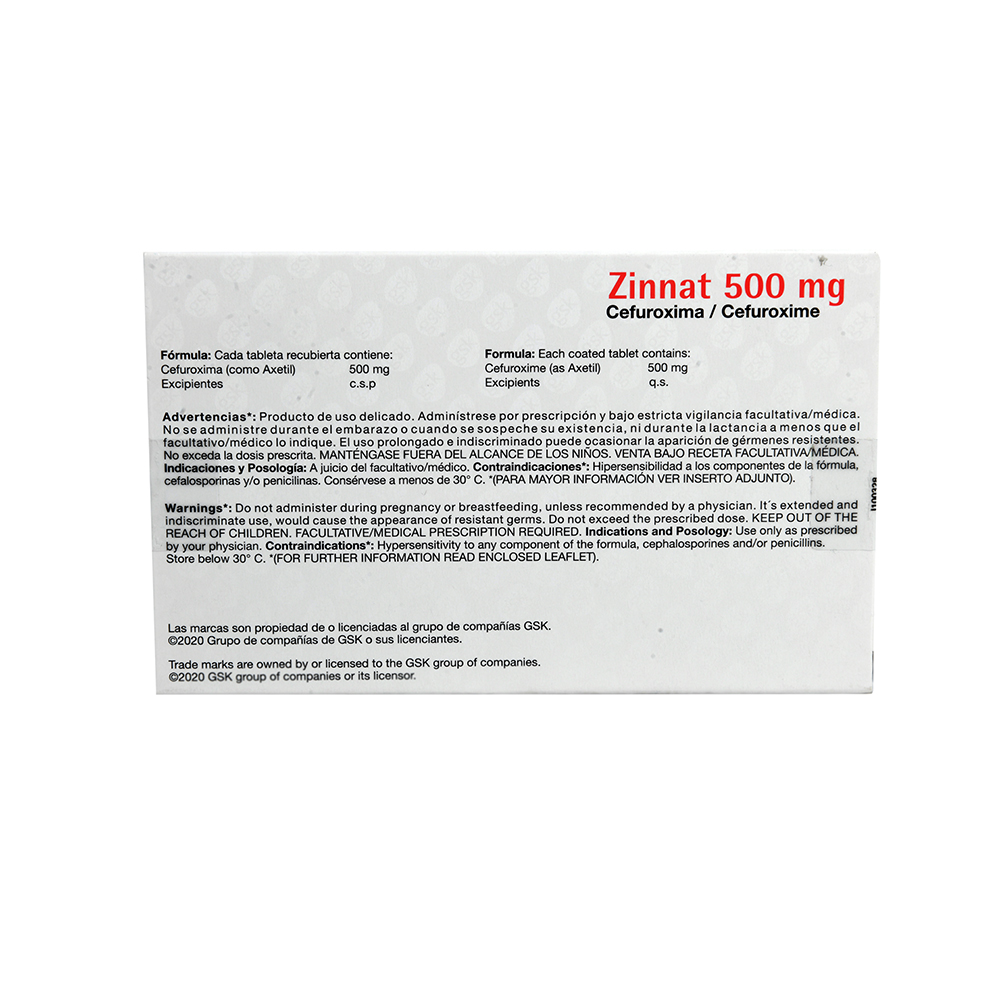 Zinnat 500 mg
Cefuroxima / Cefuroxime
Fórmula: Cada tableta recubierta contiene:
Cefuroxima (como Axetil) 500 mg
Excipientes c.s.p
Formula: Each coated tablet contains:
Cefuroxime (as Axetil) 500 mg
Excipients q.s.
Advertencias*: Producto de uso delicado. Adminístrese por prescripción y bajo estricta vigilancia facultativa/médica.
No se administre durante el embarazo o cuando se sospeche su existencia, ni durante la lactancia a menos que el
facultativo/médico lo indique. El uso prolongado e indiscriminado puede ocasionar la aparición de gérmenes resistentes.
No exceda la dosis prescrita. MANTÉNGASE FUERA DEL ALCANCE DE LOS NIÑOS. VENTA BAJO RECETA FACULTATIVA/MÉDICA.
Indicaciones y Posología: A juicio del facultativo/médico. Contraindicaciones*: Hipersensibilidad a los componentes de la fórmula,
cefalosporinas y/o penicilinas. Consérvese a menos de 30° C. *(PARA MAYOR INFORMACIÓN VER INSERTO ADJUNTO).
Warnings*: Do not administer during pregnancy or breastfeeding, unless recommended by a physician. It´s extended and
indiscriminate use, would cause the appearance of resistant germs. Do not exceed the prescribed dose. KEEP OUT OF THE
REACH OF CHILDREN. FACULTATIVE/MEDICAL PRESCRIPTION REQUIRED. Indications and Posology: Use only as prescribed
by your physician. Contraindications*: Hypersensitivity to any component of the formula, cephalosporines and/or penicillins.
Store below 30° C. *(FOR FURTHER INFORMATION READ ENCLOSED LEAFLET).
Las marcas son propiedad de o licenciadas al grupo de compañías GSK.
©2020 Grupo de compañías de GSK o sus licenciantes.
Trade marks are owned by or licensed to the GSK group of companies.
©2020 GSK group of companies or its licensor.